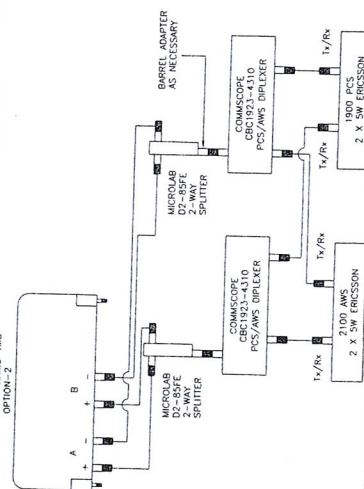 OPTION-2
A
B
+
-
+
-
MICROLAB
D2-85FE
2-WAY
SPLITTER
MICROLAB
D2-85FE
2-WAY
SPLITTER
BARREL ADAPTER
AS NECESSARY
COMMSCOPE
CBC1923-4310
PCS/AWS DIPLEXER
COMMSCOPE
CBC1923-4310
PCS/AWS DIPLEXER
Tx/Rx
Tx/Rx
Tx/Rx
Tx/Rx
2100 AWS
2 X 5W ERICSSON
1900 PCS
2 X 5W ERICSSON